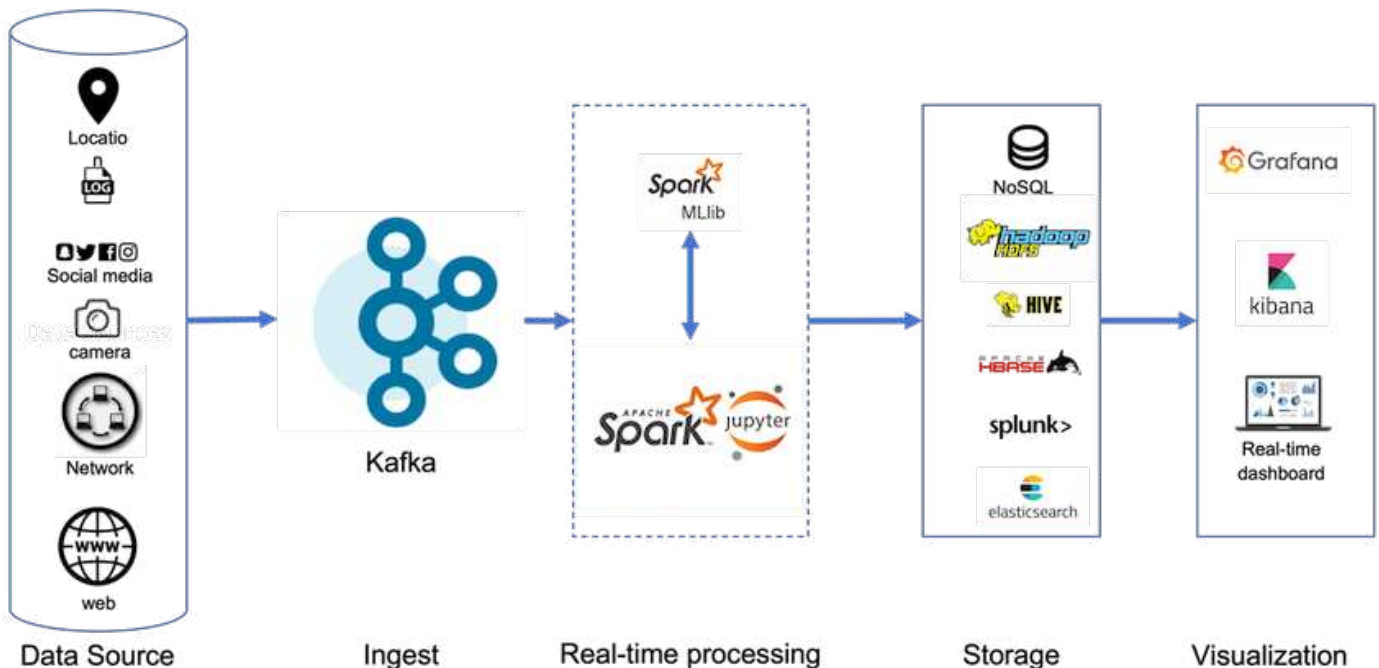 Locatio
LOG
Social media
camera
Network
www
web
Data Source
Kafka
Ingest
Spark
MLlib
APACHE
Spark
jupyter
Real-time processing
NoSQL
hadoop
HDFS
HIVE
APACHE
HBASE
splunk>
elasticsearch
Storage
Grafana
kibana
Real-time
dashboard
Visualization